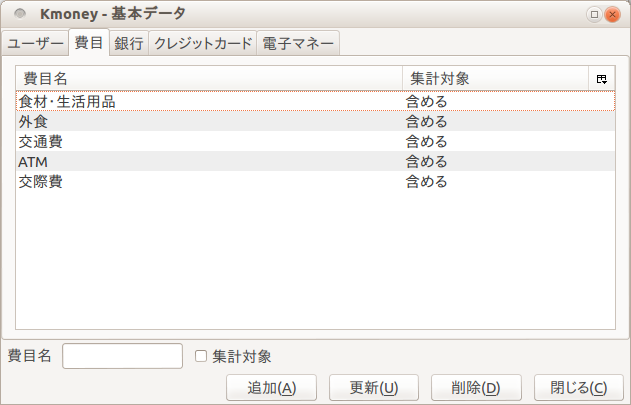 Kmoney - 基本データ
ユーザー 費目 銀行 クレジットカード 電子マネー
費目名 集計対象
食材・生活用品 含める
外食 含める
交通費 含める
ATM 含める
交際費 含める
費目名 集計対象
追加(A) 更新(U) 削除(D) 閉じる(C)